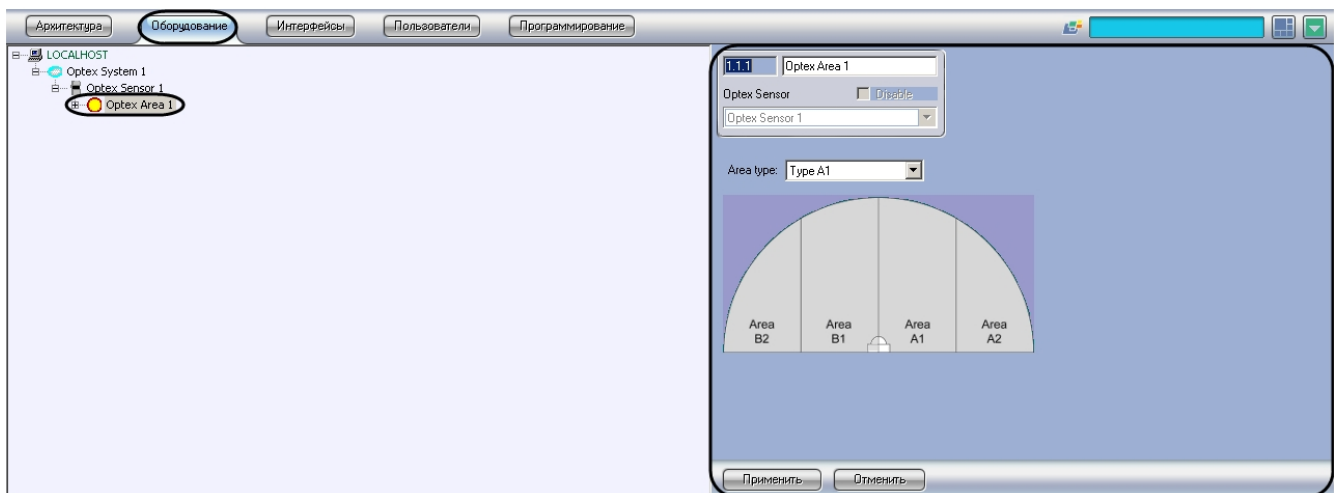 Архитектура Оборудование Интерфейсы Пользователи Программирование
LOCALHOST
Optex System 1
Optex Sensor 1
Optex Area 1
1.1.1 Optex Area 1
Optex Sensor Disable
Optex Sensor 1
Area type: Type A1
Area B2 Area B1 Area A1 Area A2
Применить Отменить